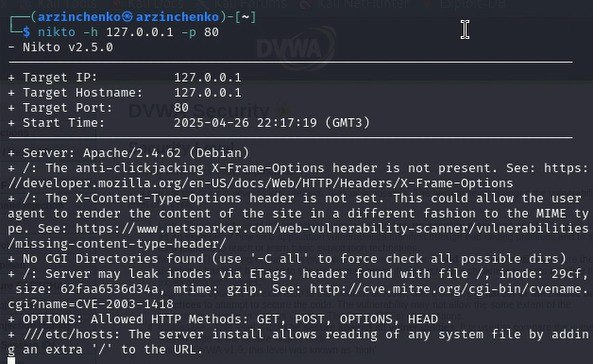 (arzinchenko㉿arzinchenko)-[~]
$ nikto -h 127.0.0.1 -p 80
- Nikto v2.5.0
+ Target IP:          127.0.0.1
+ Target Hostname:    127.0.0.1
+ Target Port:        80
+ Start Time:         2025-04-26 22:17:19 (GMT3)
+ Server: Apache/2.4.62 (Debian)
+ /: The anti-clickjacking X-Frame-Options header is not present. See: https:
//developer.mozilla.org/en-US/docs/Web/HTTP/Headers/X-Frame-Options
+ /: The X-Content-Type-Options header is not set. This could allow the user
agent to render the content of the site in a different fashion to the MIME ty
pe. See: https://www.netsparker.com/web-vulnerability-scanner/vulnerabilities
/missing-content-type-header/
+ No CGI Directories found (use '-C all' to force check all possible dirs)
+ /: Server may leak inodes via ETags, header found with file /, inode: 29cf,
 size: 62faa6536d34a, mtime: gzip. See: http://cve.mitre.org/cgi-bin/cvename.
cgi?name=CVE-2003-1418
+ OPTIONS: Allowed HTTP Methods: GET, POST, OPTIONS, HEAD .
+ ///etc/hosts: The server install allows reading of any system file by addin
g an extra '/' to the URL.
DVWA